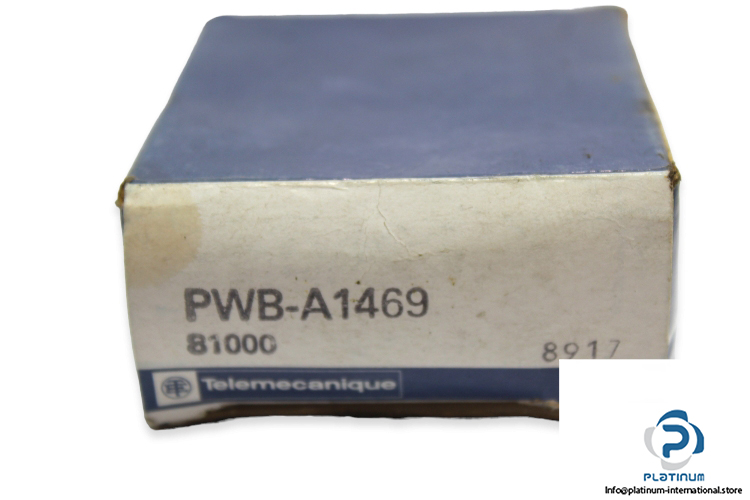 PWB-A1469
81000
8917
Telemecanique
PLATINUM
Info@platinum-international.store